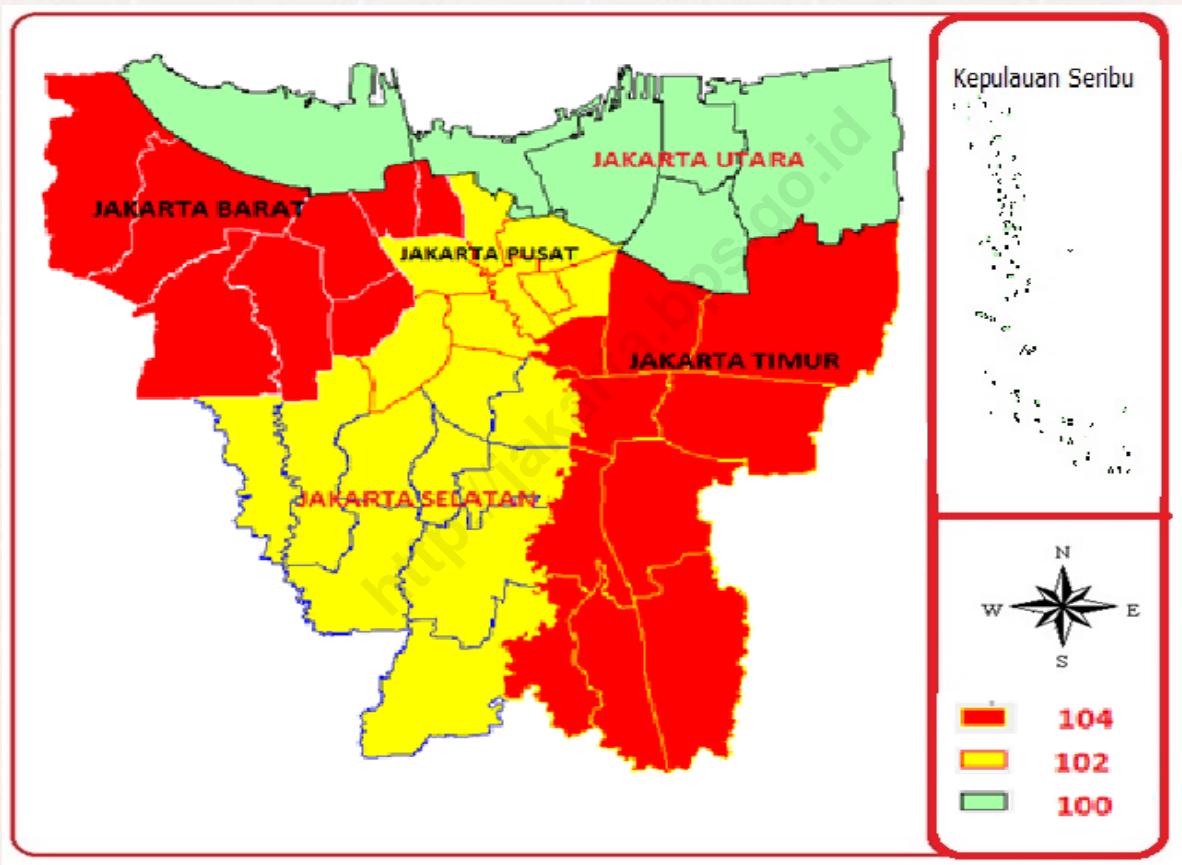 Kepulauan Seribu
JAKARTA UTARA
JAKARTA BARAT
JAKARTA PUSAT
JAKARTA TIMUR
JAKARTA SELATAN
http://jakarta.bps.go.id
N
W E
S
104
102
100